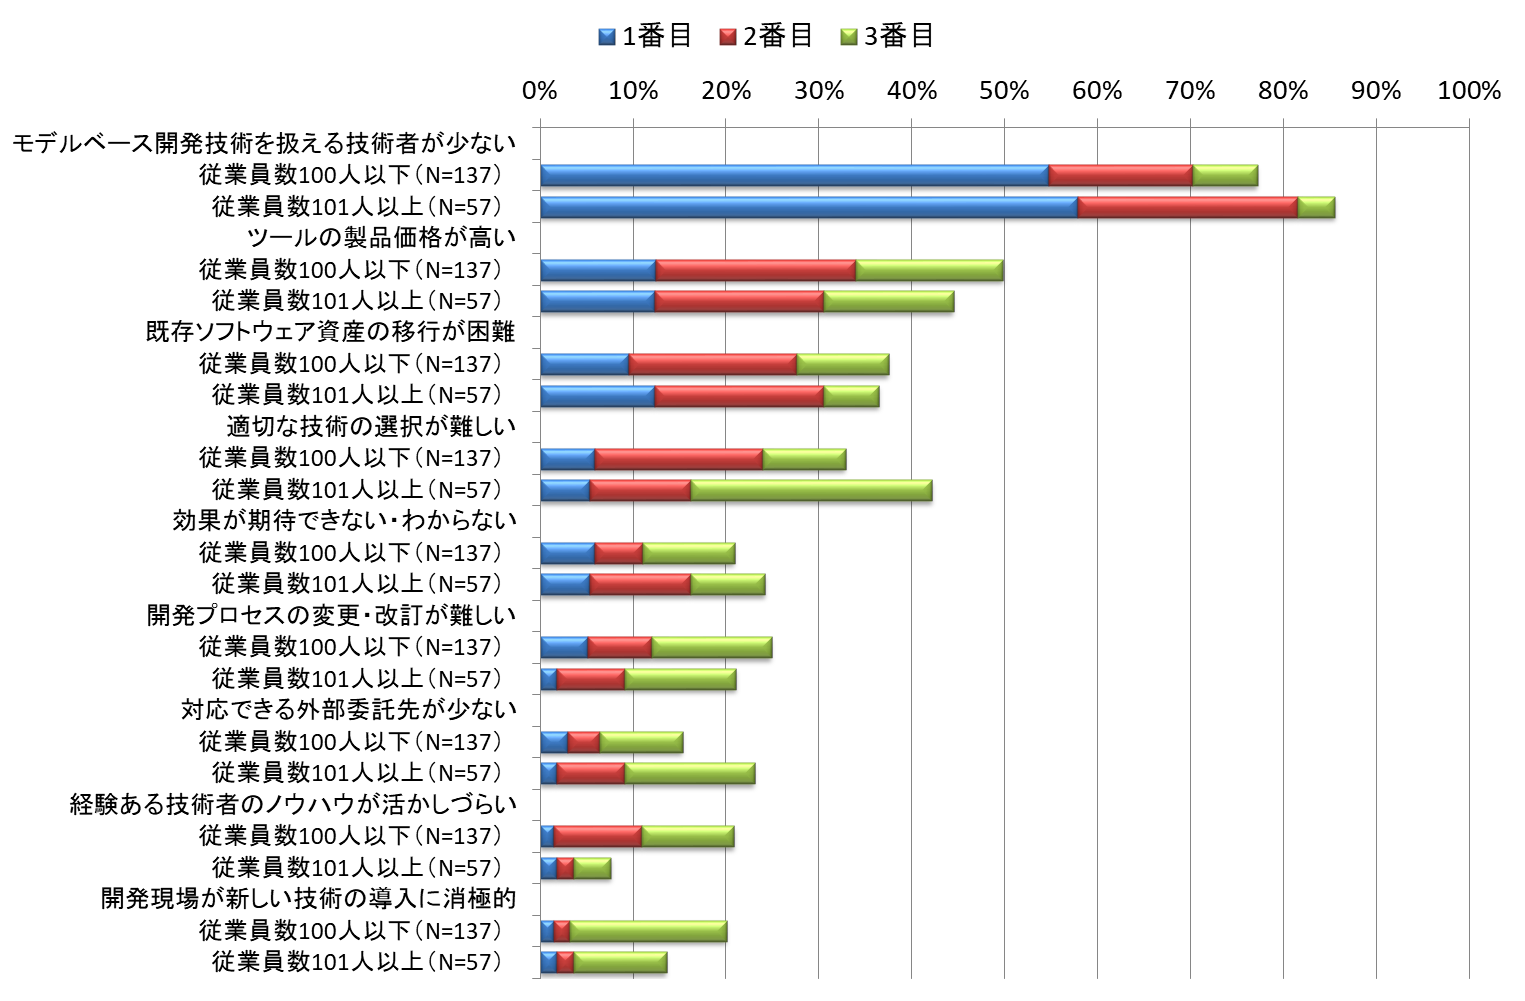 1番目 2番目 3番目
0% 10% 20% 30% 40% 50% 60% 70% 80% 90% 100%
モデルベース開発技術を扱える技術者が少ない
従業員数100人以下（N=137）
従業員数101人以上（N=57）
ツールの製品価格が高い
従業員数100人以下（N=137）
従業員数101人以上（N=57）
既存ソフトウェア資産の移行が困難
従業員数100人以下（N=137）
従業員数101人以上（N=57）
適切な技術の選択が難しい
従業員数100人以下（N=137）
従業員数101人以上（N=57）
効果が期待できない・わからない
従業員数100人以下（N=137）
従業員数101人以上（N=57）
開発プロセスの変更・改訂が難しい
従業員数100人以下（N=137）
従業員数101人以上（N=57）
対応できる外部委託先が少ない
従業員数100人以下（N=137）
従業員数101人以上（N=57）
経験ある技術者のノウハウが活かしづらい
従業員数100人以下（N=137）
従業員数101人以上（N=57）
開発現場が新しい技術の導入に消極的
従業員数100人以下（N=137）
従業員数101人以上（N=57）